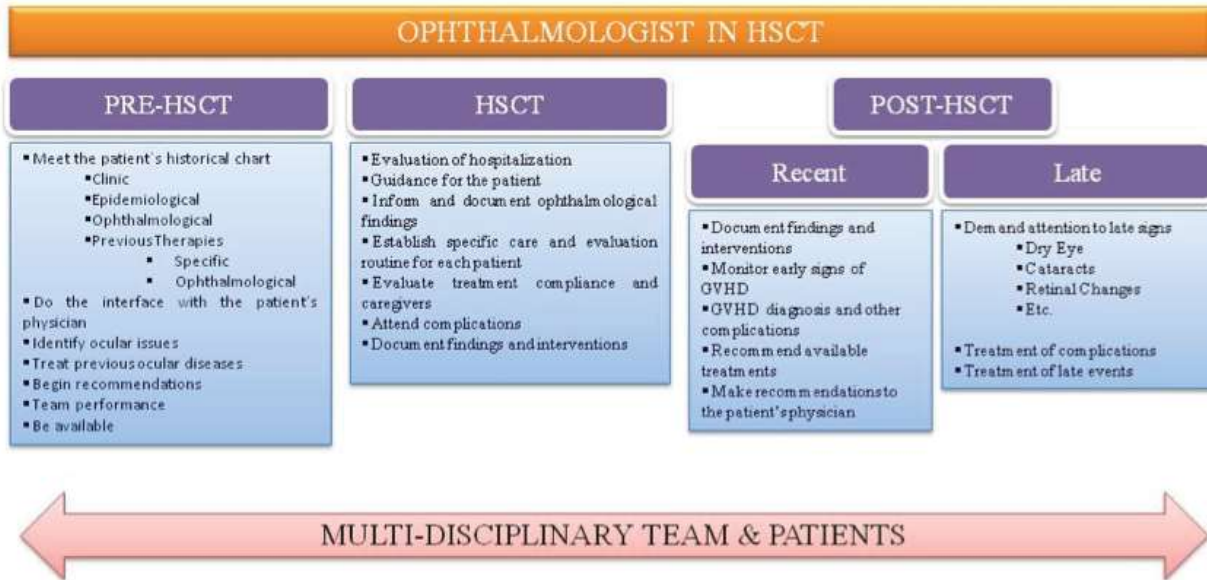 OPHTHALMOLOGIST IN HSCT
PRE-HSCT
▪ Meet the patient's historical chart
▪Clinic
▪Epidemiological
▪Ophthalmological
▪Previous Therapies
▪ Specific
▪ Ophthalmological
▪ Do the interface with the patient's
physician
▪ Identify ocular issues
▪ Treat previous ocular diseases
▪ Begin recommendations
▪ Team performance
▪ Be available
HSCT
▪ Evaluation of hospitalization
▪ Guidance for the patient
▪ Inform and document ophthalmological
findings
▪ Establish specific care and evaluation
routine for each patient
▪ Evaluate treatment compliance and
caregivers
▪ Attend complications
▪ Document findings and interventions
POST-HSCT
Recent
▪ Document findings and
interventions
▪ Monitor early signs of
GVHD
▪ GVHD diagnosis and other
complications
▪ Recommend available
treatments
▪ Make recommendations to
the patient's physician
Late
▪ Demand attention to late signs
▪ Dry Eye
▪ Cataracts
▪ Retinal Changes
▪ Etc.
▪ Treatment of complications
▪ Treatment of late events
MULTI-DISCIPLINARY TEAM & PATIENTS